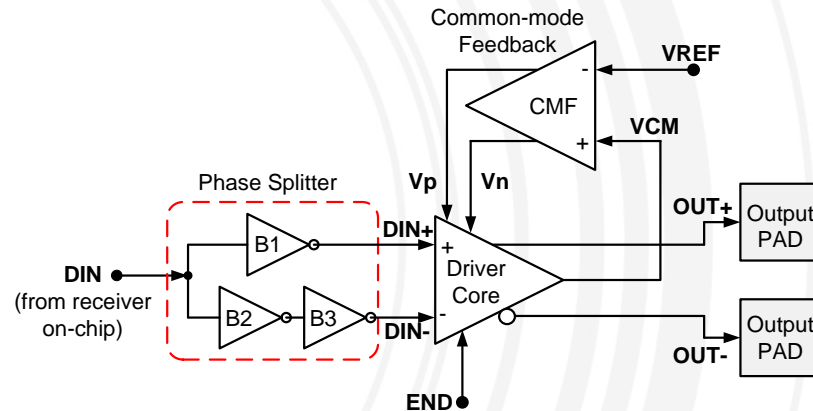 Common-mode
Feedback
VREF
-
CMF
+
VCM
Phase Splitter
Vp
Vn
OUT+
Output
PAD
B1
DIN+
+
DIN
Driver
Core
(from receiver
on-chip)
B2
B3
-
DIN-
Output
PAD
OUT-
END